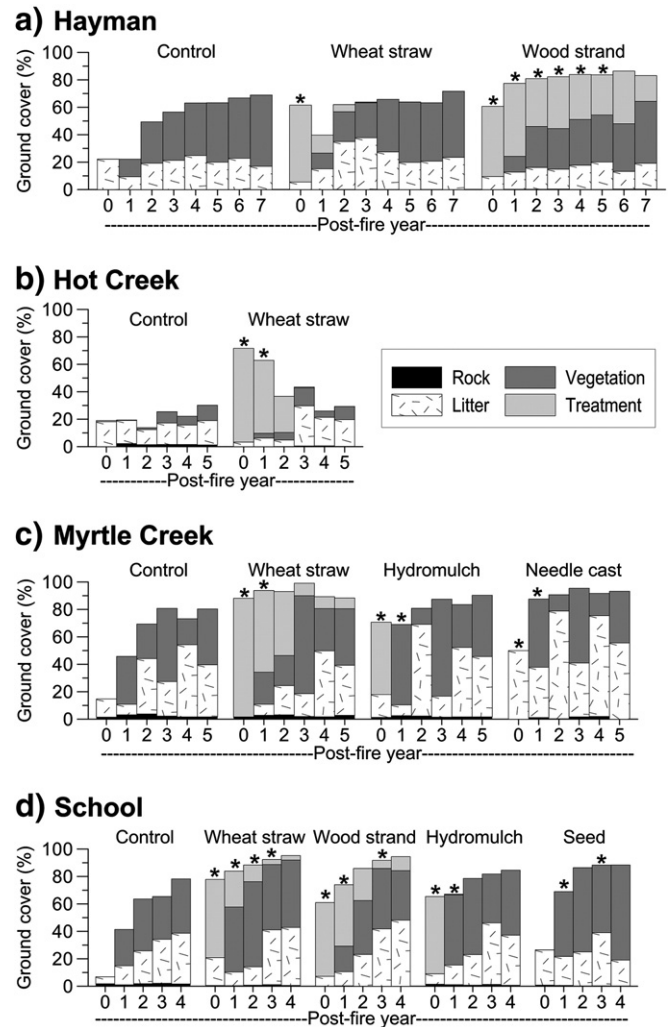 a) Hayman
Control Wheat straw Wood strand
Ground cover (%)
100
80
60
40
20
0
* * * * * * *
0 1 2 3 4 5 6 7 0 1 2 3 4 5 6 7 0 1 2 3 4 5 6 7
Post-fire year
b) Hot Creek
Control Wheat straw
Ground cover (%)
100
80
60
40
20
0
* *
0 1 2 3 4 5 0 1 2 3 4 5
Post-fire year
Rock Vegetation
Litter Treatment
c) Myrtle Creek
Control Wheat straw Hydromulch Needle cast
Ground cover (%)
100
80
60
40
20
0
* * * * * *
0 1 2 3 4 5 0 1 2 3 4 5 0 1 2 3 4 5 0 1 2 3 4 5
Post-fire year
d) School
Control Wheat straw Wood strand Hydromulch Seed
Ground cover (%)
100
80
60
40
20
0
* * * * * * * * * * *
0 1 2 3 4 0 1 2 3 4 0 1 2 3 4 0 1 2 3 4 0 1 2 3 4
Post-fire year